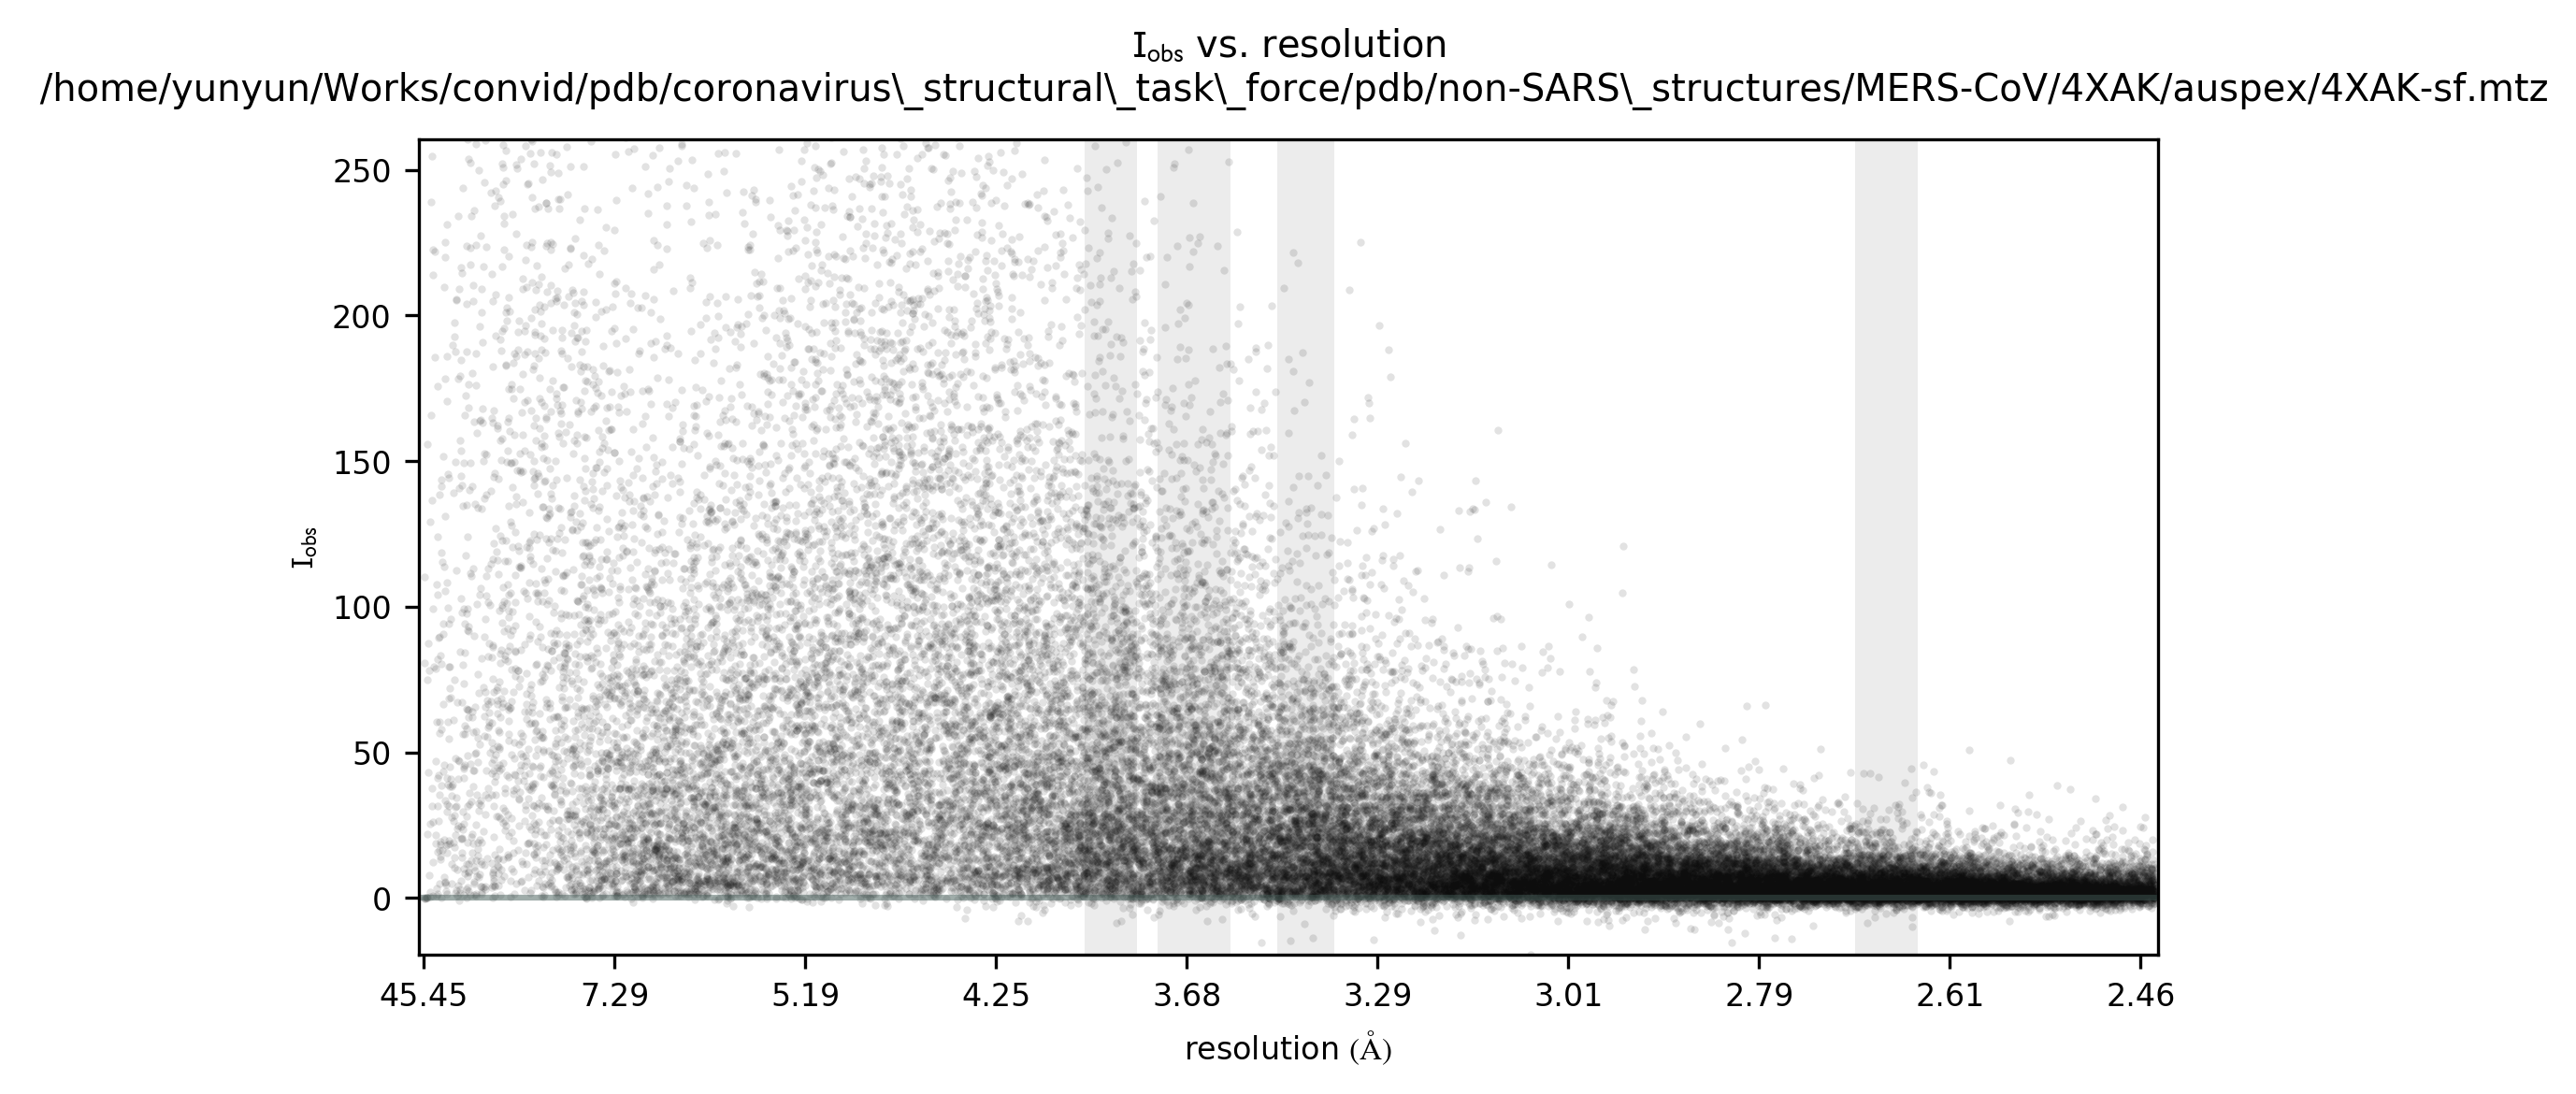 I_obs vs. resolution
/home/yunyun/Works/convid/pdb/coronavirus\_structural\_task\_force/pdb/non-SARS\_structures/MERS-CoV/4XAK/auspex/4XAK-sf.mtz
250
200
150
100
50
0
I_obs
45.45 7.29 5.19 4.25 3.68 3.29 3.01 2.79 2.61 2.46
resolution (Å)